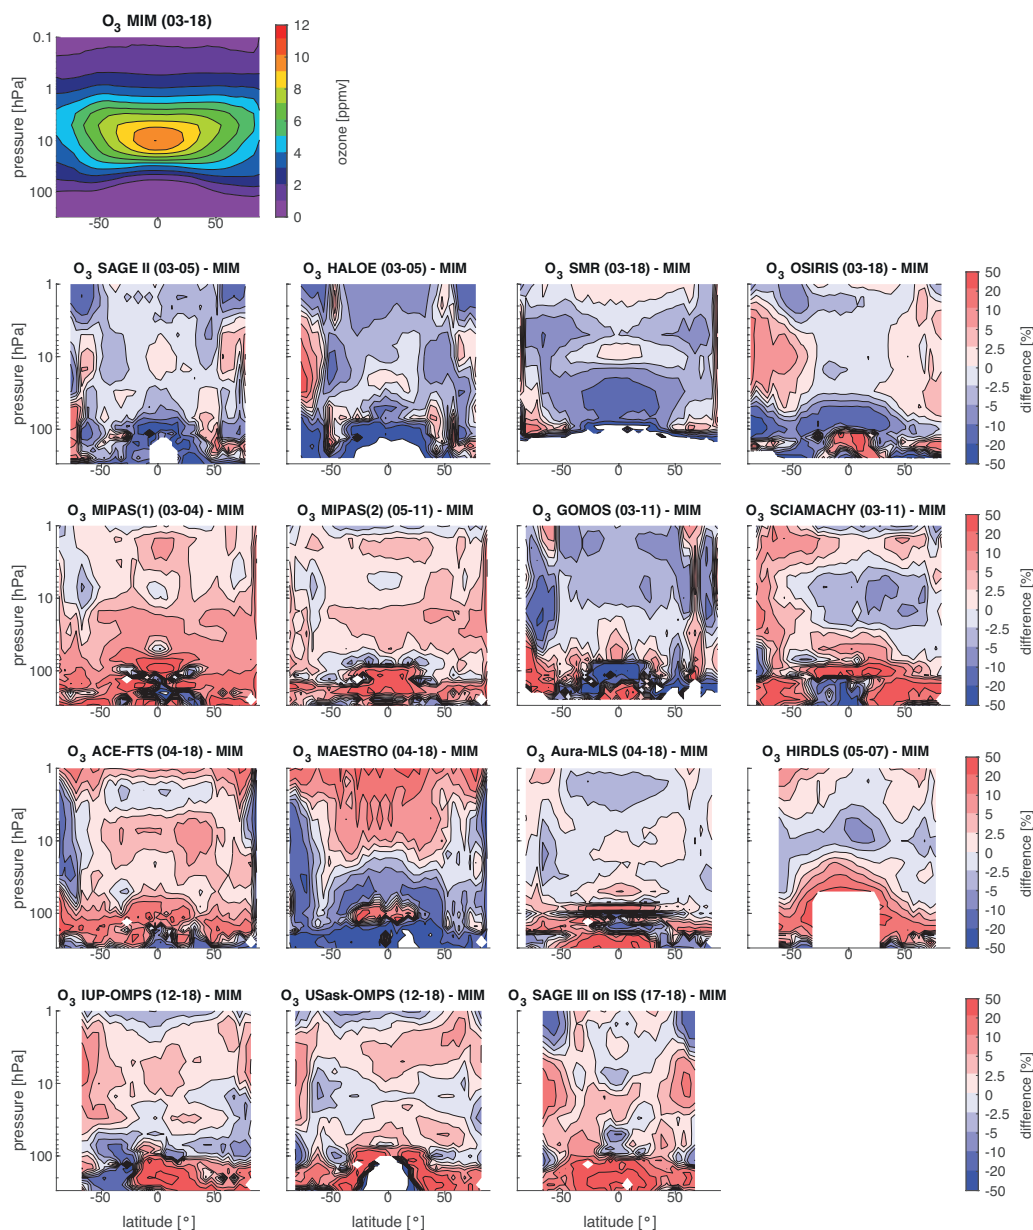 O3 MIM (03-18)
0.1
1
10
100
pressure [hPa]
-50 0 50
12
10
8
6
4
2
0
ozone [ppmv]
O3 SAGE II (03-05) - MIM
O3 HALOE (03-05) - MIM
O3 SMR (03-18) - MIM
O3 OSIRIS (03-18) - MIM
1
10
100
pressure [hPa]
-50 0 50
-50 0 50
-50 0 50
-50 0 50
50
20
10
5
2.5
0
-2.5
-5
-10
-20
-50
difference [%]
O3 MIPAS(1) (03-04) - MIM
O3 MIPAS(2) (05-11) - MIM
O3 GOMOS (03-11) - MIM
O3 SCIAMACHY (03-11) - MIM
1
10
100
pressure [hPa]
-50 0 50
-50 0 50
-50 0 50
-50 0 50
50
20
10
5
2.5
0
-2.5
-5
-10
-20
-50
difference [%]
O3 ACE-FTS (04-18) - MIM
O3 MAESTRO (04-18) - MIM
O3 Aura-MLS (04-18) - MIM
O3 HIRDLS (05-07) - MIM
1
10
100
pressure [hPa]
-50 0 50
-50 0 50
-50 0 50
-50 0 50
50
20
10
5
2.5
0
-2.5
-5
-10
-20
-50
difference [%]
O3 IUP-OMPS (12-18) - MIM
O3 USask-OMPS (12-18) - MIM
O3 SAGE III on ISS (17-18) - MIM
1
10
100
pressure [hPa]
-50 0 50
-50 0 50
-50 0 50
latitude [°]
latitude [°]
latitude [°]
50
20
10
5
2.5
0
-2.5
-5
-10
-20
-50
difference [%]